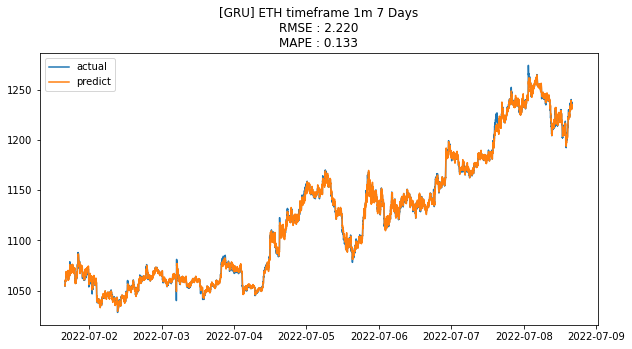 [GRU] ETH timeframe 1m 7 Days
RMSE : 2.220
MAPE : 0.133
actual
predict
1250
1200
1150
1100
1050
2022-07-02 2022-07-03 2022-07-04 2022-07-05 2022-07-06 2022-07-07 2022-07-08 2022-07-09